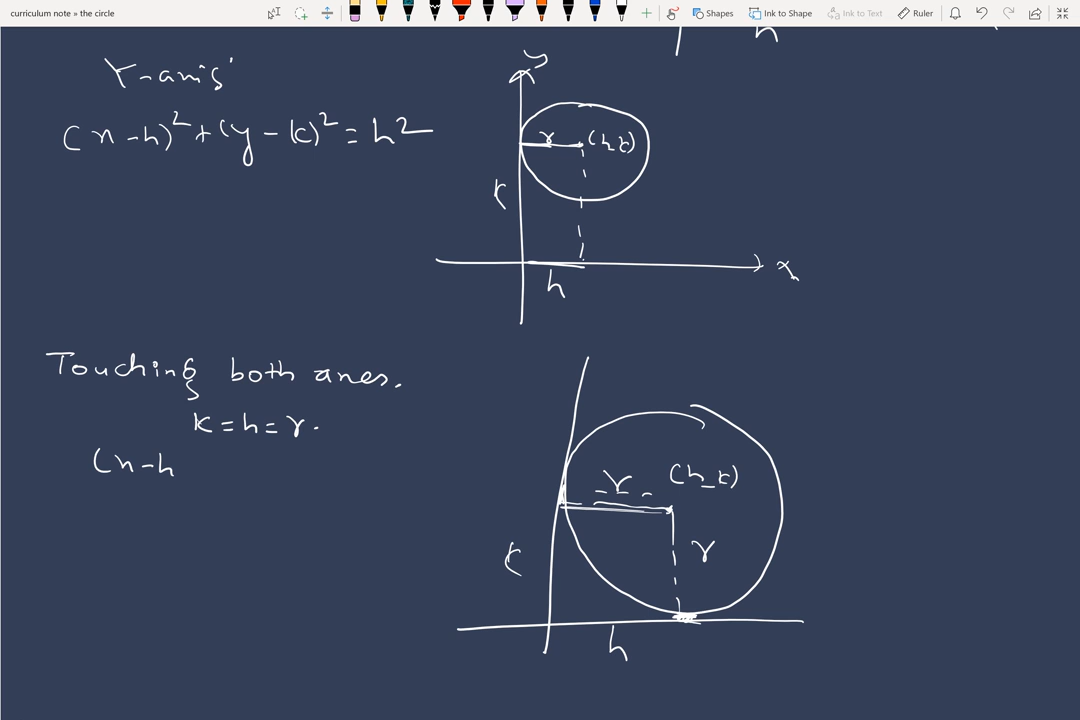 curriculum note » the circle
Shapes
Ink to Shape
Ink to Text
Ruler
h
Y-axis
(x-h)²+(y-k)²=h²
y
r
(h,k)
k
h
x
Touching both axes.
k=h=r.
(x-h
r
(h,k)
k
r
h